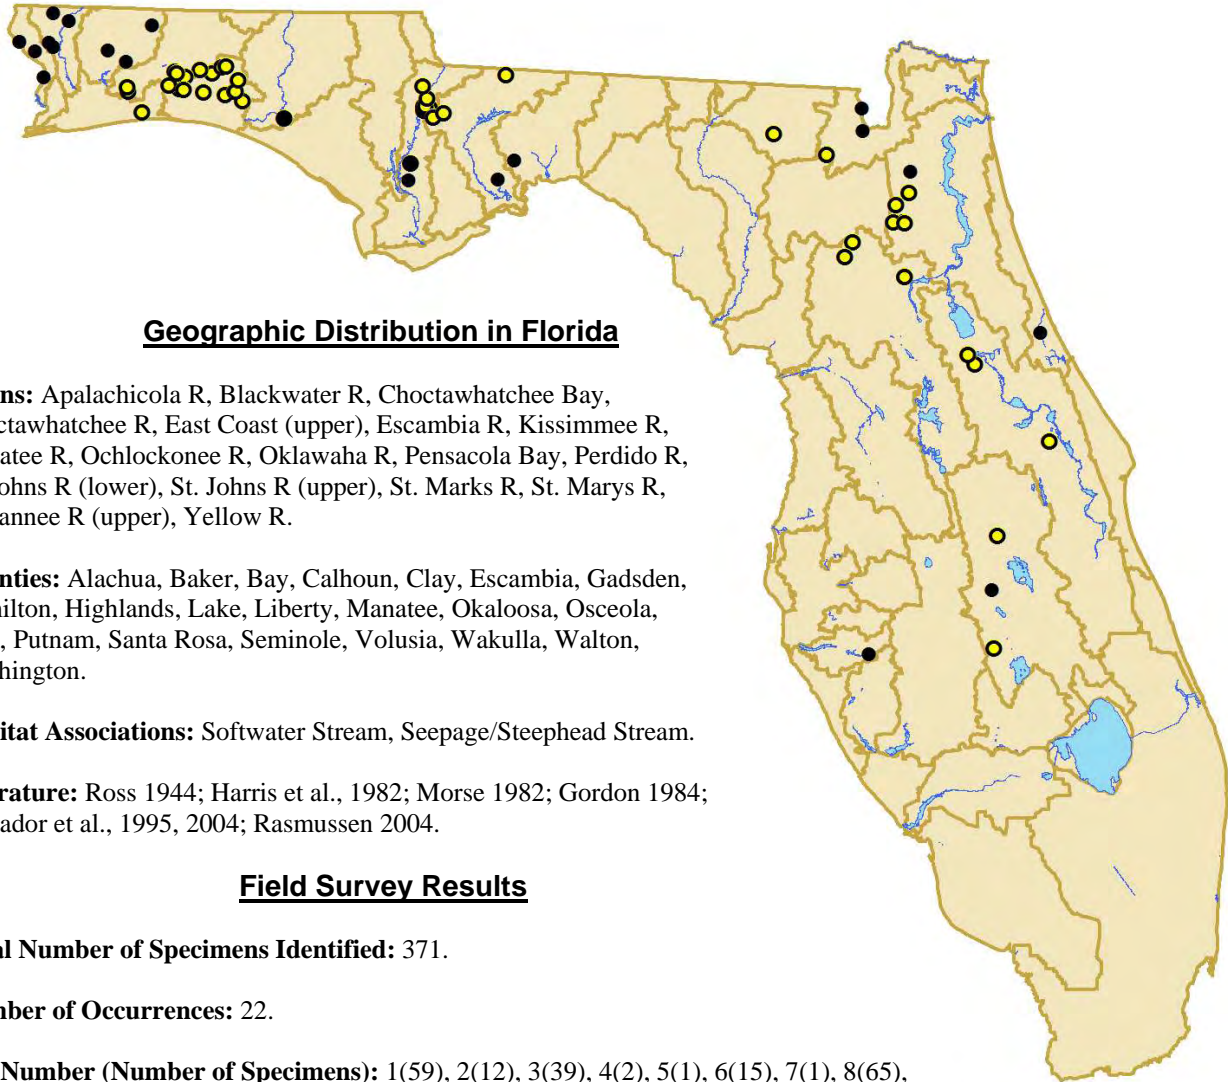 Geographic Distribution in Florida
ns: Apalachicola R, Blackwater R, Choctawhatchee Bay,
ctawhatchee R, East Coast (upper), Escambia R, Kissimmee R,
atee R, Ochlockonee R, Oklawaha R, Pensacola Bay, Perdido R,
ohns R (lower), St. Johns R (upper), St. Marks R, St. Marys R,
annee R (upper), Yellow R.
nties: Alachua, Baker, Bay, Calhoun, Clay, Escambia, Gadsden,
ilton, Highlands, Lake, Liberty, Manatee, Okaloosa, Osceola,
, Putnam, Santa Rosa, Seminole, Volusia, Wakulla, Walton,
hington.
itat Associations: Softwater Stream, Seepage/Steephead Stream.
rature: Ross 1944; Harris et al., 1982; Morse 1982; Gordon 1984;
ador et al., 1995, 2004; Rasmussen 2004.
Field Survey Results
al Number of Specimens Identified: 371.
mber of Occurrences: 22.
Number (Number of Specimens): 1(59), 2(12), 3(39), 4(2), 5(1), 6(15), 7(1), 8(65),